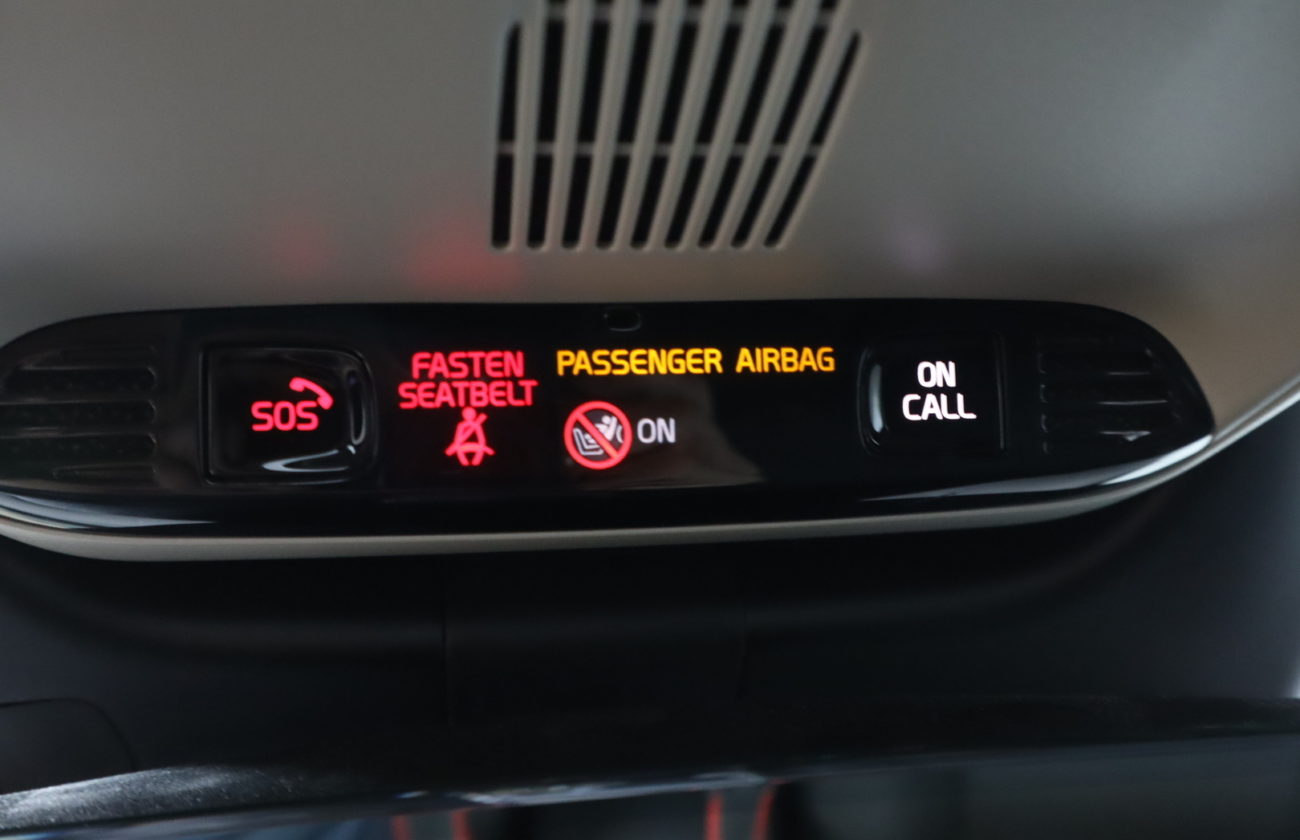 SOS
FASTEN
SEATBELT
PASSENGER AIRBAG
ON
ON
CALL